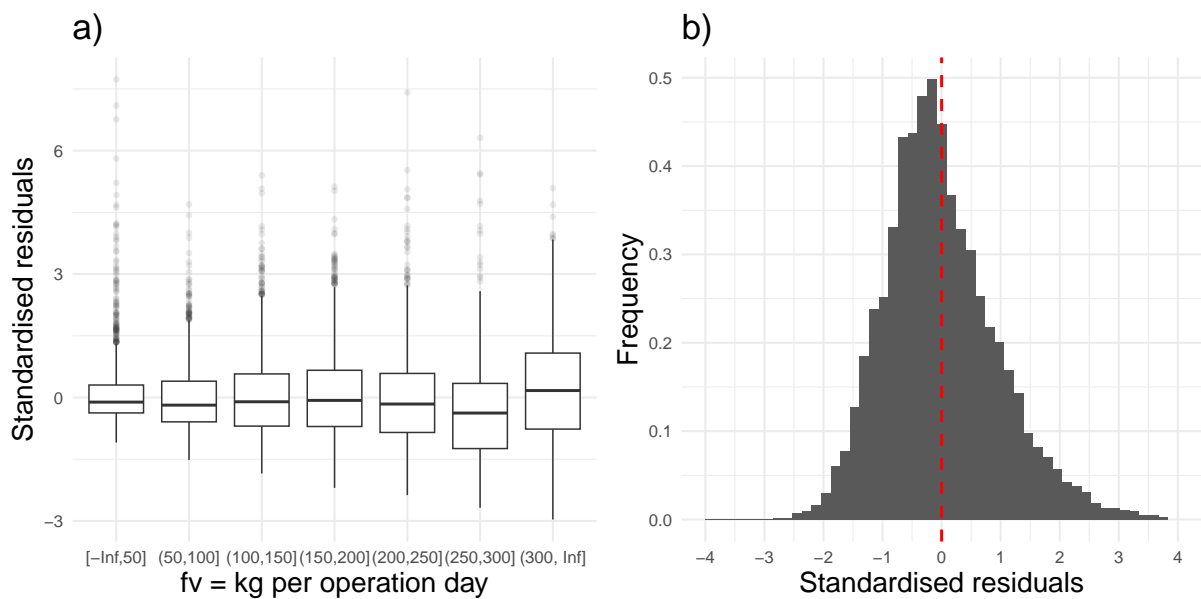 a)
Standardised residuals
6
3
0
−3
[−Inf,50] (50,100] (100,150] (150,200] (200,250] (250,300] (300, Inf]
fv = kg per operation day
b)
Frequency
0.5
0.4
0.3
0.2
0.1
0.0
−4 −3 −2 −1 0 1 2 3 4
Standardised residuals